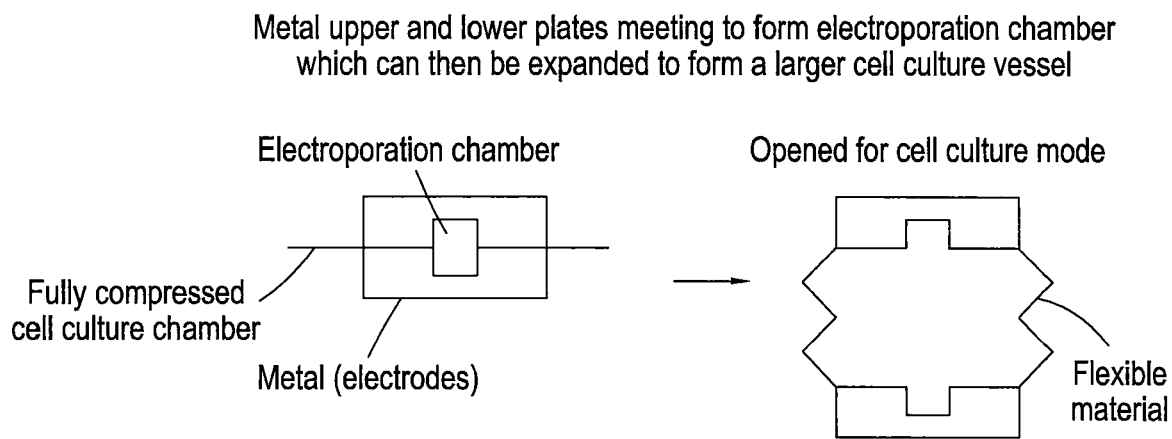 Metal upper and lower plates meeting to form electroporation chamber
which can then be expanded to form a larger cell culture vessel
Electroporation chamber
Opened for cell culture mode
Fully compressed
cell culture chamber
Metal (electrodes)
Flexible
material